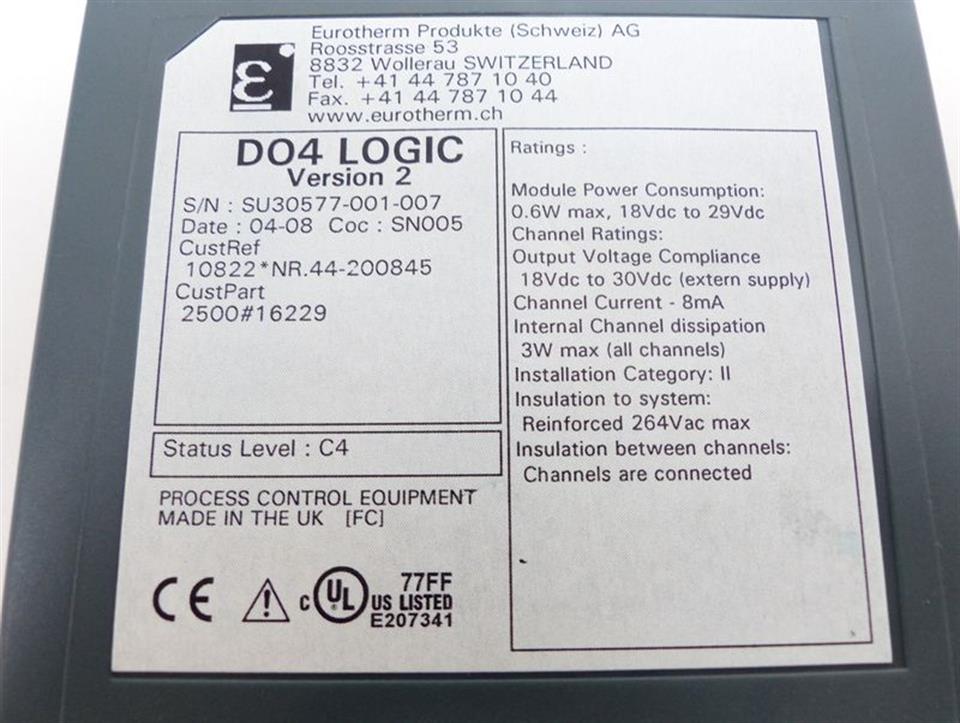 Eurotherm Produkte (Schweiz) AG
Roosstrasse 53
8832 Wollerau SWITZERLAND
Tel. +41 44 787 10 40
Fax. +41 44 787 10 44
www.eurotherm.ch
ε
DO4 LOGIC
Version 2
S/N : SU30577-001-007
Date : 04-08 Coc : SN005
CustRef
10822*NR.44-200845
CustPart
2500#16229
Status Level : C4
PROCESS CONTROL EQUIPMENT
MADE IN THE UK [FC]
CE
C UL US LISTED
77FF
E207341
Ratings :
Module Power Consumption:
0.6W max, 18Vdc to 29Vdc
Channel Ratings:
Output Voltage Compliance
18Vdc to 30Vdc (extern supply)
Channel Current - 8mA
Internal Channel dissipation
3W max (all channels)
Installation Category: II
Insulation to system:
Reinforced 264Vac max
Insulation between channels:
Channels are connected